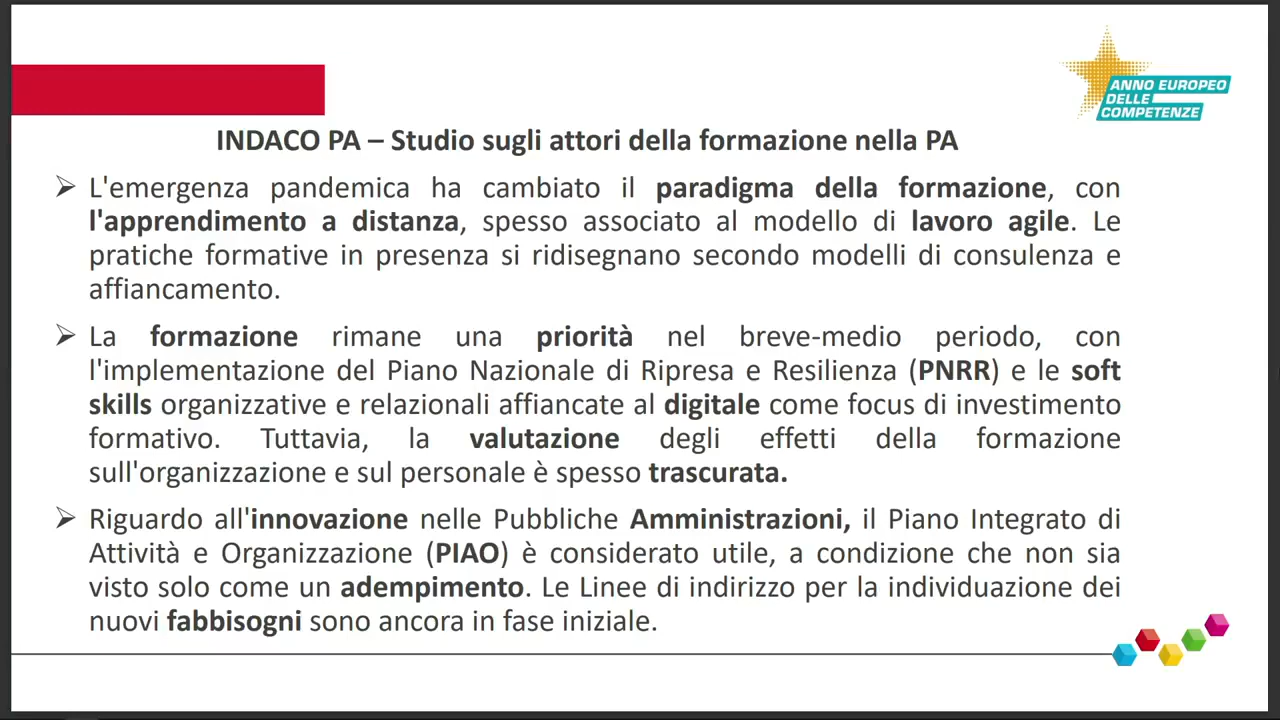 ANNO EUROPEO
DELLE
COMPETENZE
INDACO PA – Studio sugli attori della formazione nella PA
L'emergenza pandemica ha cambiato il paradigma della formazione, con
l'apprendimento a distanza, spesso associato al modello di lavoro agile. Le
pratiche formative in presenza si ridisegnano secondo modelli di consulenza e
affiancamento.
La formazione rimane una priorità nel breve-medio periodo, con
l'implementazione del Piano Nazionale di Ripresa e Resilienza (PNRR) e le soft
skills organizzative e relazionali affiancate al digitale come focus di investimento
formativo. Tuttavia, la valutazione degli effetti della formazione
sull'organizzazione e sul personale è spesso trascurata.
Riguardo all'innovazione nelle Pubbliche Amministrazioni, il Piano Integrato di
Attività e Organizzazione (PIAO) è considerato utile, a condizione che non sia
visto solo come un adempimento. Le Linee di indirizzo per la individuazione dei
nuovi fabbisogni sono ancora in fase iniziale.